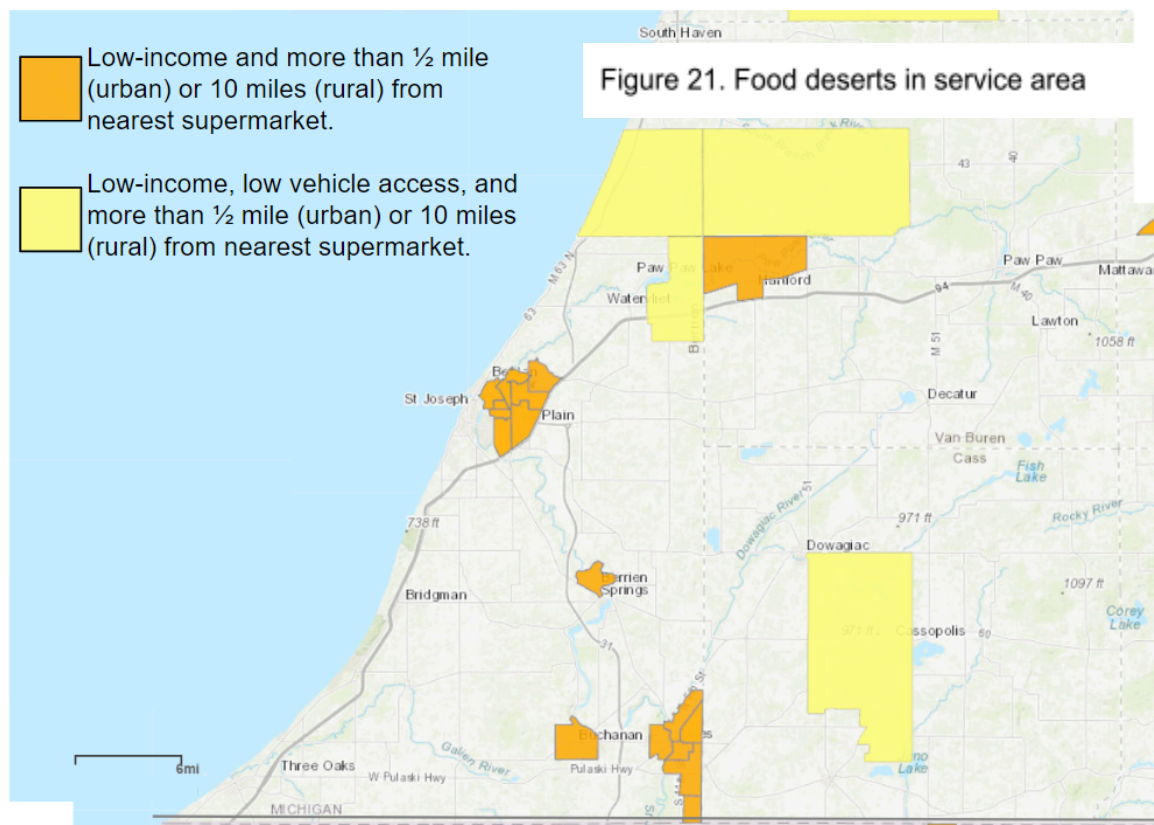 Low-income and more than ½ mile
(urban) or 10 miles (rural) from
nearest supermarket.
Low-income, low vehicle access, and
more than ½ mile (urban) or 10 miles
(rural) from nearest supermarket.
Figure 21. Food deserts in service area
South Haven
43
40
M 63 N
63
Paw Paw Lake
Hartford
Paw Paw
Mattawa
94
M 40
Lawton
Berrien
M 51
1058 ft
St Joseph
Plain
Decatur
Van Buren
Cass
Fish
Lake
51
Dowagiac River
Rocky River
738 ft
971 ft
Dowagiac
1097 ft
Springs
Bridgman
Corey
Lake
971 ft
Cassopolis
60
31
Buchanan
Galien River
Three Oaks
W Pulaski Hwy
Pulaski Hwy
Lake
6mi
MICHIGAN